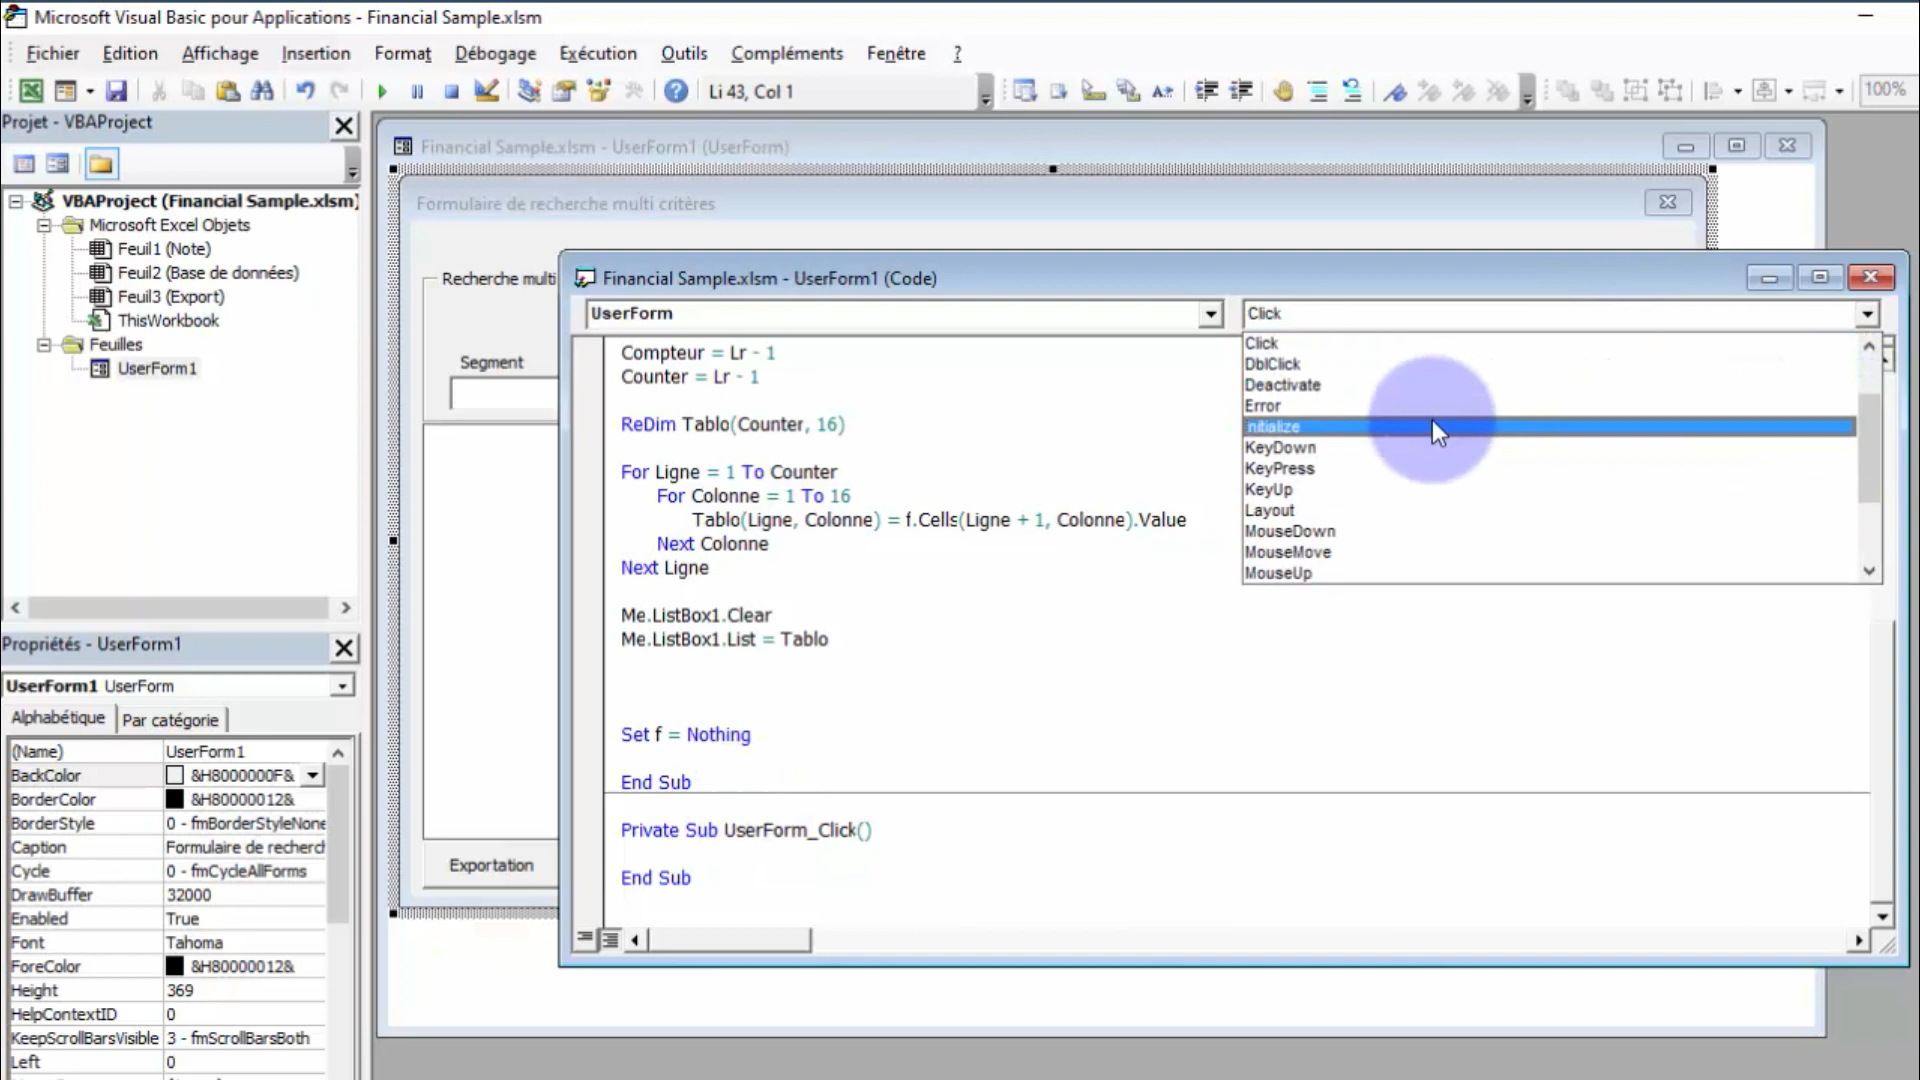 Microsoft Visual Basic pour Applications - Financial Sample.xlsm
Fichier Edition Affichage Insertion Format Débogage Exécution Outils Compléments Fenêtre ?
Li 43, Col 1
100%
Projet - VBAProject
VBAProject (Financial Sample.xlsm)
Microsoft Excel Objets
Feuil1 (Note)
Feuil2 (Base de données)
Feuil3 (Export)
ThisWorkbook
Feuilles
UserForm1
Propriétés - UserForm1
UserForm1 UserForm
Alphabétique Par catégorie
(Name) UserForm1
BackColor &H8000000F&
BorderColor &H80000012&
BorderStyle 0 - fmBorderStyleNone
Caption Formulaire de recherch
Cycle 0 - fmCycleAllForms
DrawBuffer 32000
Enabled True
Font Tahoma
ForeColor &H80000012&
Height 369
HelpContextID 0
KeepScrollBarsVisible 3 - fmScrollBarsBoth
Left 0
Financial Sample.xlsm - UserForm1 (UserForm)
Formulaire de recherche multi critères
Recherche multi
Segment
Exportation
Financial Sample.xlsm - UserForm1 (Code)
UserForm
Click
Click
DblClick
Deactivate
Error
Initialize
KeyDown
KeyPress
KeyUp
Layout
MouseDown
MouseMove
MouseUp
Compteur = Lr - 1
Counter = Lr - 1
ReDim Tablo(Counter, 16)
For Ligne = 1 To Counter
For Colonne = 1 To 16
Tablo(Ligne, Colonne) = f.Cells(Ligne + 1, Colonne).Value
Next Colonne
Next Ligne
Me.ListBox1.Clear
Me.ListBox1.List = Tablo
Set f = Nothing
End Sub
Private Sub UserForm_Click()
End Sub